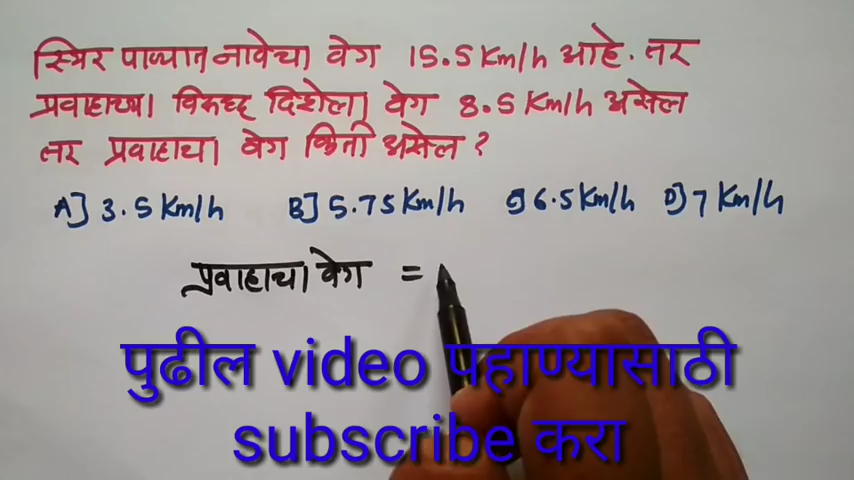 स्थिर पाण्यात नावेचा वेग 15.5 Km/h आहे. तर
प्रवाहाच्या विरुध्द दिशेला वेग 8.5 Km/h असेल
तर प्रवाहाचा वेग किती असेल ?
A] 3.5 Km/h B] 5.75 Km/h C] 6.5 Km/h D] 7 Km/h
प्रवाहाचा वेग =
पुढील video पहाण्यासाठी
subscribe करा